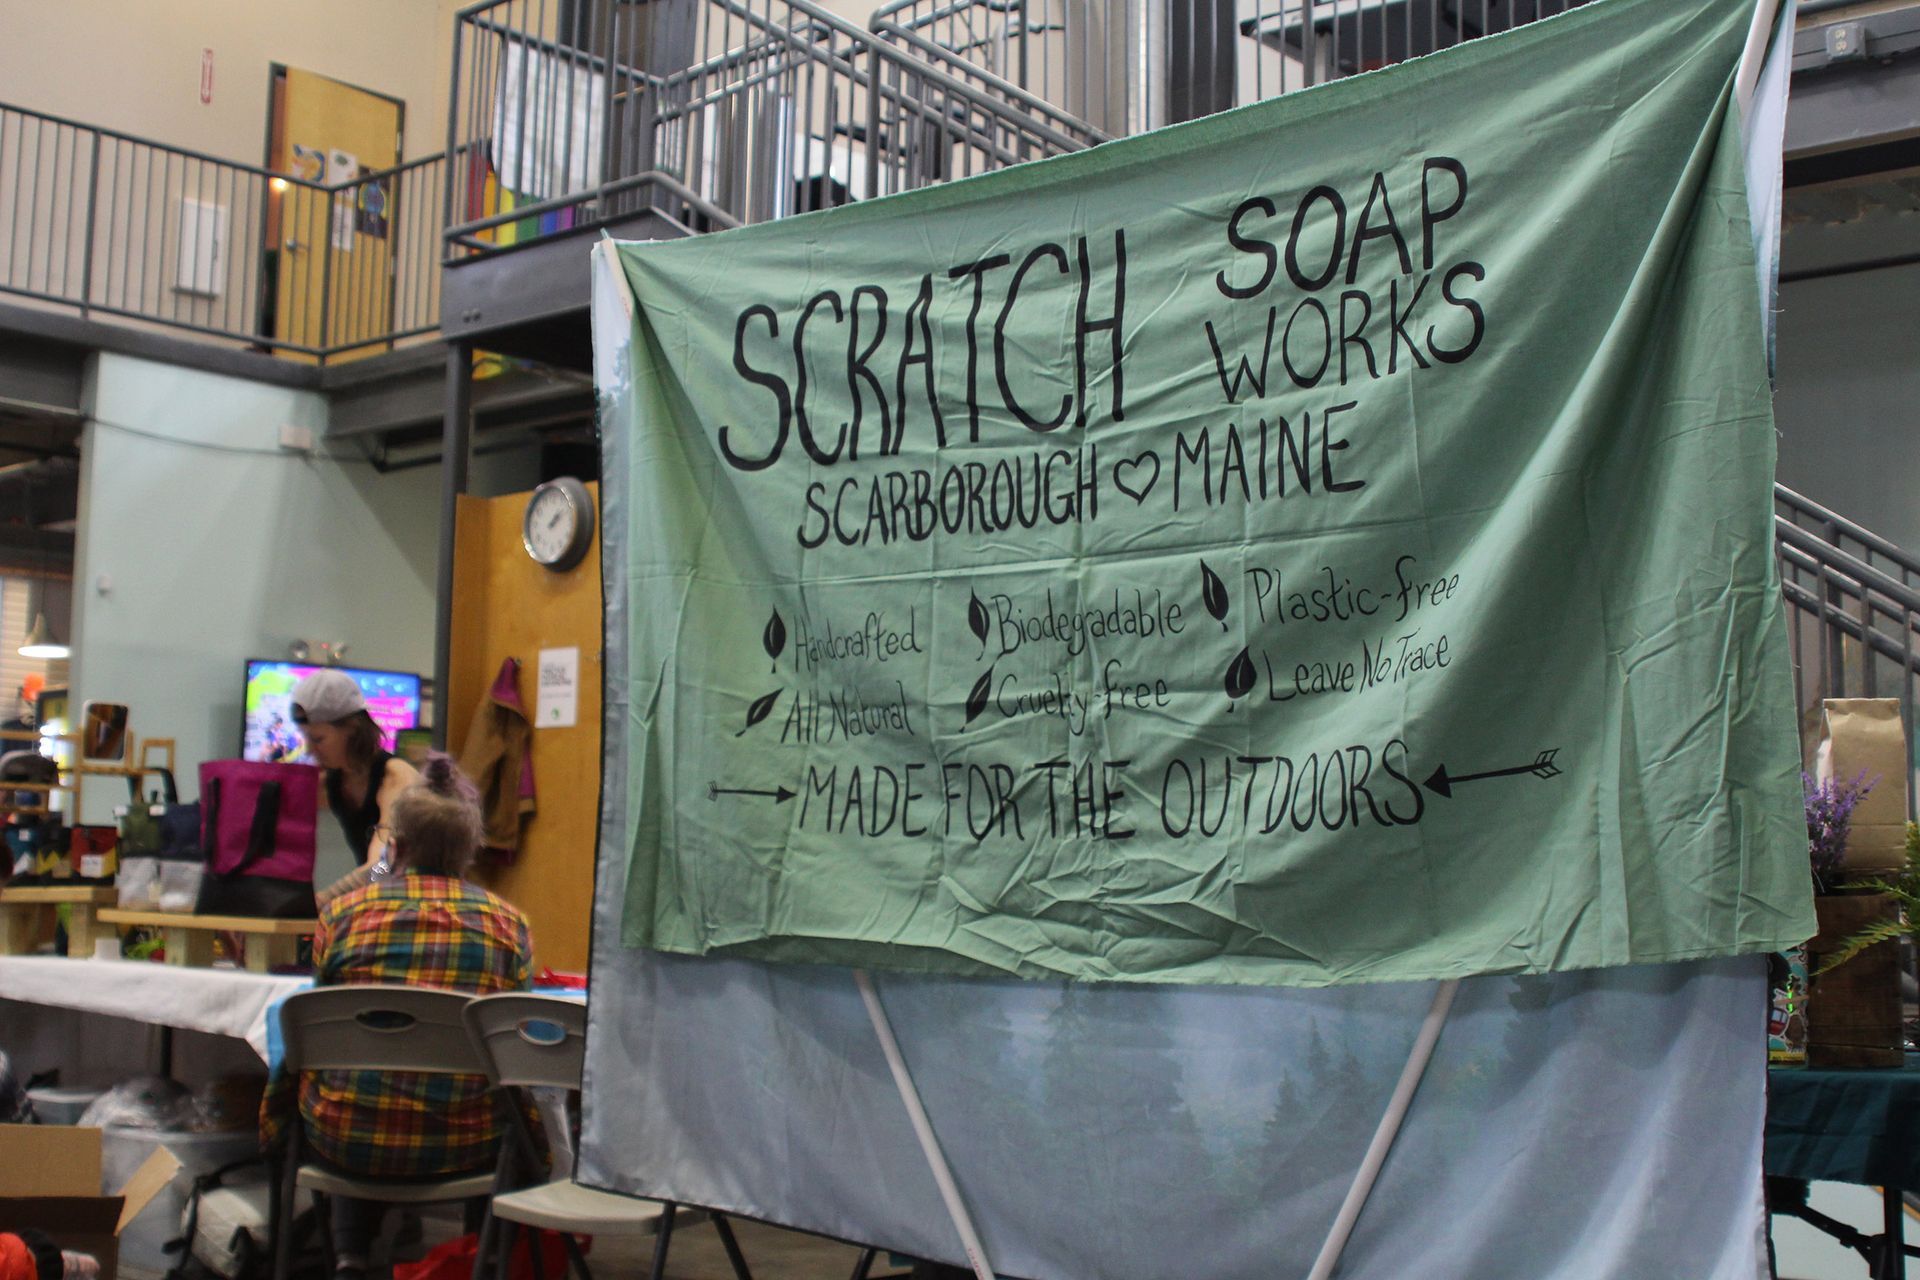 SCRATCH SOAP
WORKS
SCARBOROUGH ♡ MAINE
Handcrafted Biodegradable Plastic-free
All Natural Cruelty-free Leave No Trace
MADE FOR THE OUTDOORS